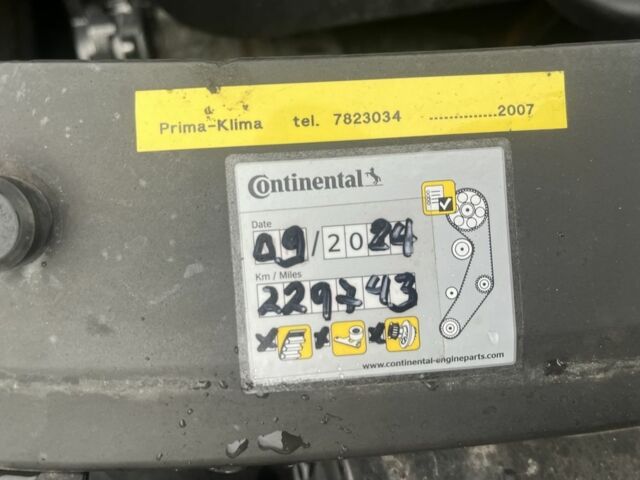 Prima-Klima tel. 7823034 ...............2007
Continental
Date
09/2024
Km / Miles
229743
x x x
www.continental-engineparts.com